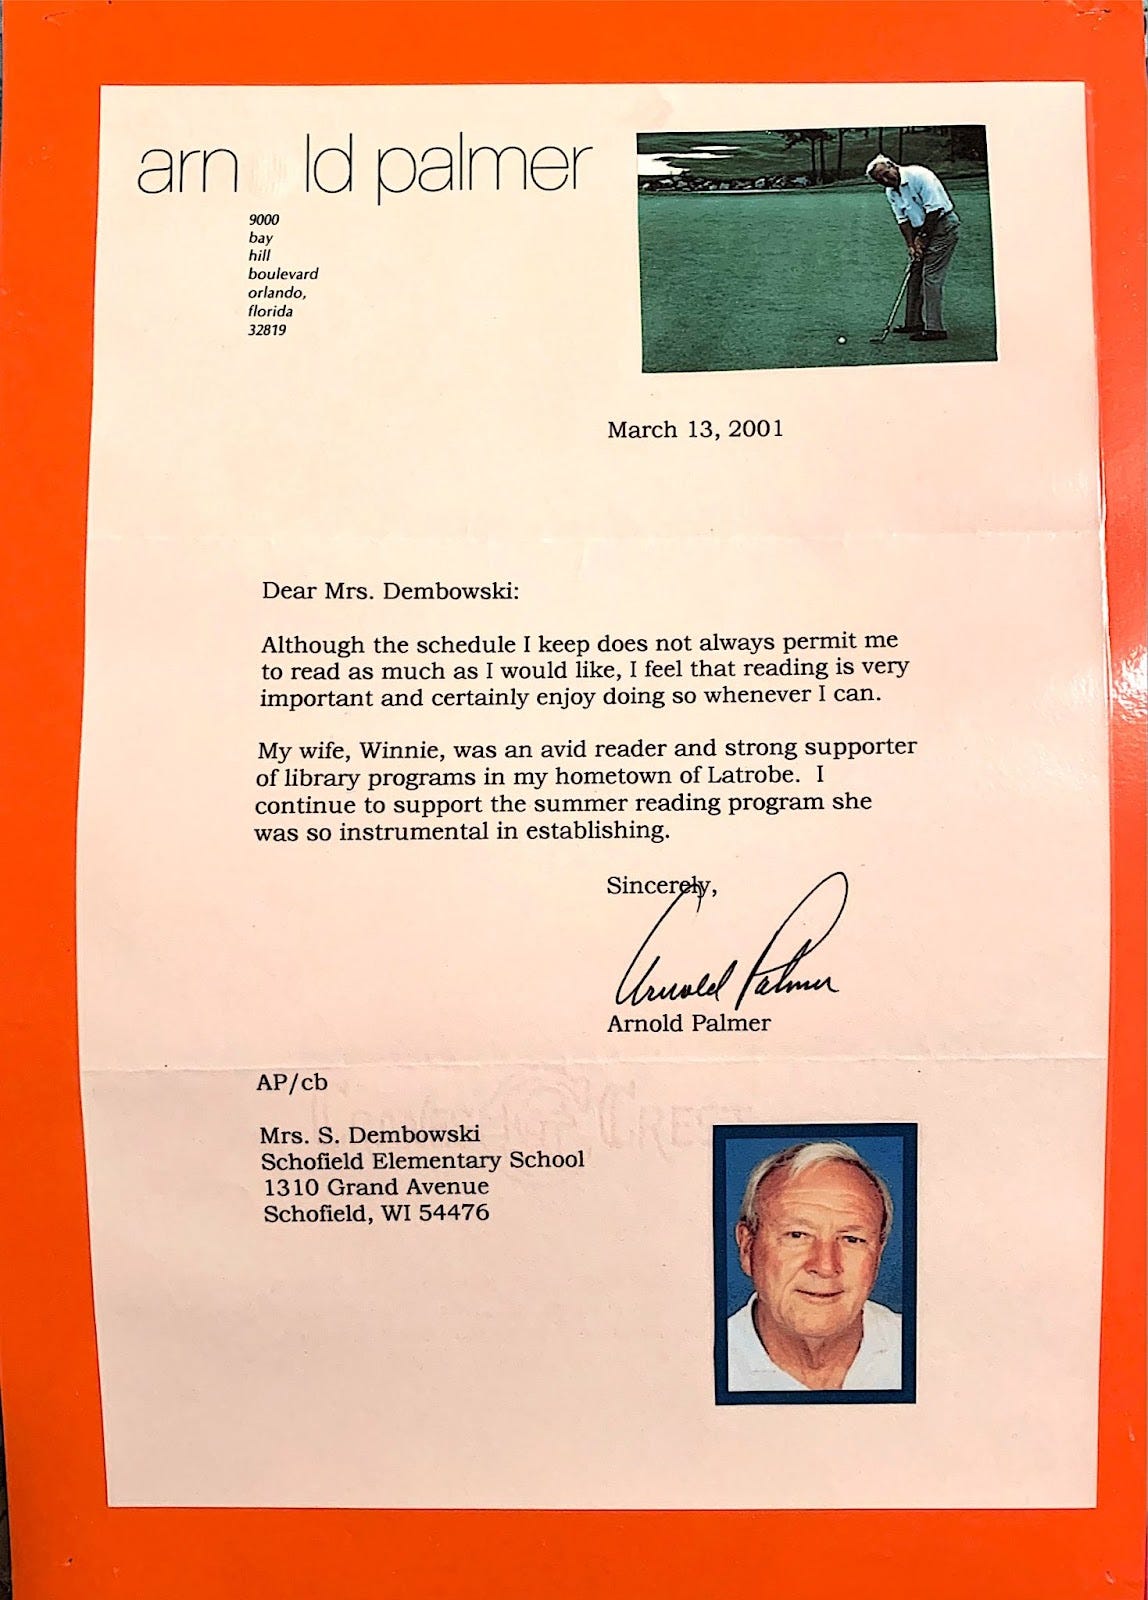 arn ld palmer
9000
bay
hill
boulevard
orlando,
florida
32819
March 13, 2001
Dear Mrs. Dembowski:
Although the schedule I keep does not always permit me
to read as much as I would like, I feel that reading is very
important and certainly enjoy doing so whenever I can.
My wife, Winnie, was an avid reader and strong supporter
of library programs in my hometown of Latrobe. I
continue to support the summer reading program she
was so instrumental in establishing.
Sincerely,
Arnold Palmer
Arnold Palmer
AP/cb
Mrs. S. Dembowski
Schofield Elementary School
1310 Grand Avenue
Schofield, WI 54476